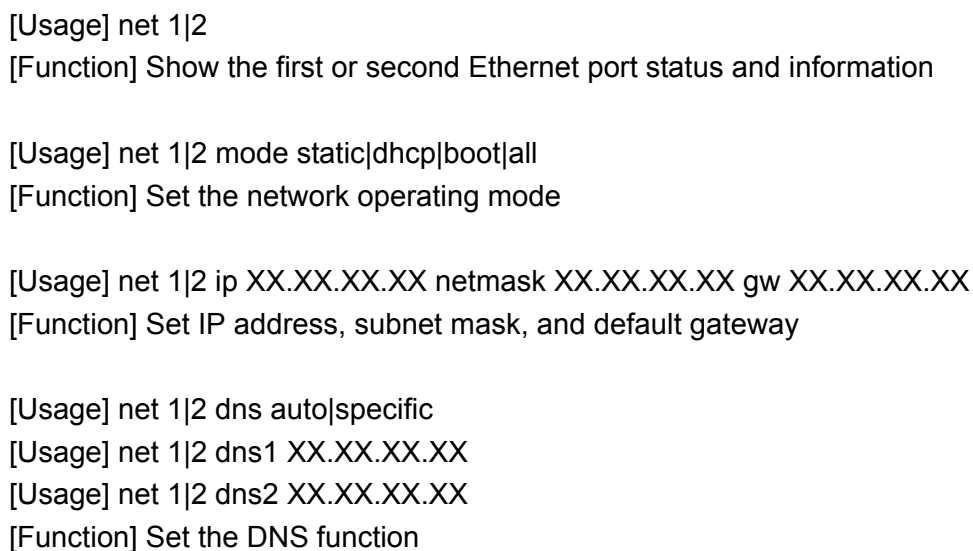 [Usage] net 1|2
[Function] Show the first or second Ethernet port status and information
[Usage] net 1|2 mode static|dhcp|boot|all
[Function] Set the network operating mode
[Usage] net 1|2 ip XX.XX.XX.XX netmask XX.XX.XX.XX gw XX.XX.XX.XX
[Function] Set IP address, subnet mask, and default gateway
[Usage] net 1|2 dns auto|specific
[Usage] net 1|2 dns1 XX.XX.XX.XX
[Usage] net 1|2 dns2 XX.XX.XX.XX
[Function] Set the DNS function